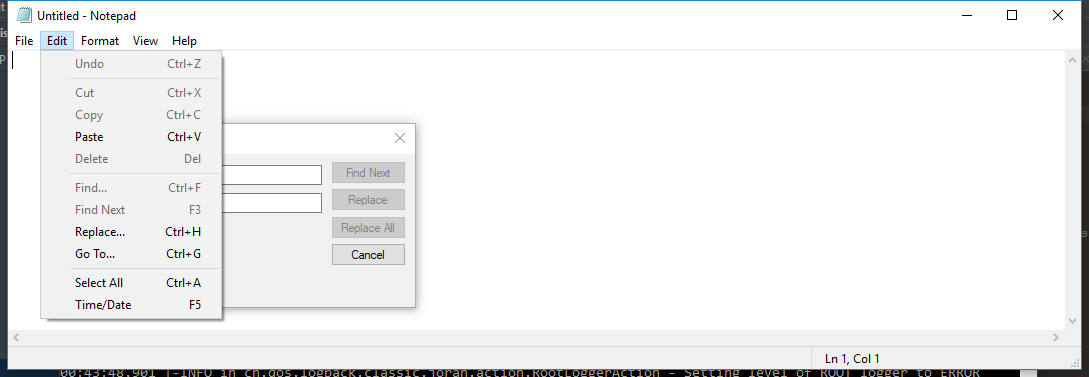 Untitled - Notepad
File Edit Format View Help
Undo Ctrl+Z
Cut Ctrl+X
Copy Ctrl+C
Paste Ctrl+V
Delete Del
Find... Ctrl+F
Find Next F3
Replace... Ctrl+H
Go To... Ctrl+G
Select All Ctrl+A
Time/Date F5
Find Next
Replace
Replace All
Cancel
Ln 1, Col 1
00:43:48,901 |-INFO in ch.qos.logback.classic.joran.action.RootLoggerAction - Setting level of ROOT logger to ERROR